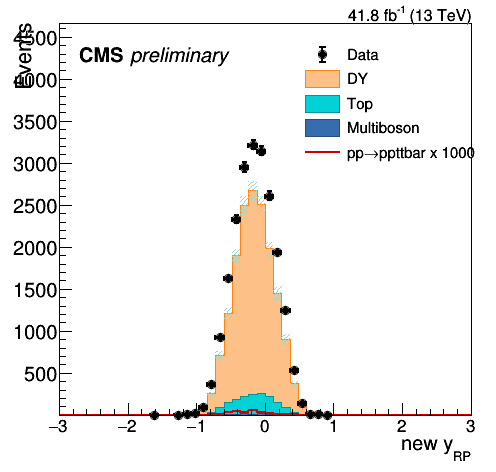 41.8 fb-1 (13 TeV)
Events
CMS preliminary
Data
DY
Top
Multiboson
pp→ppttbar x 1000
4500
4000
3500
3000
2500
2000
1500
1000
500
−3 −2 −1 0 1 2 3
new yRP